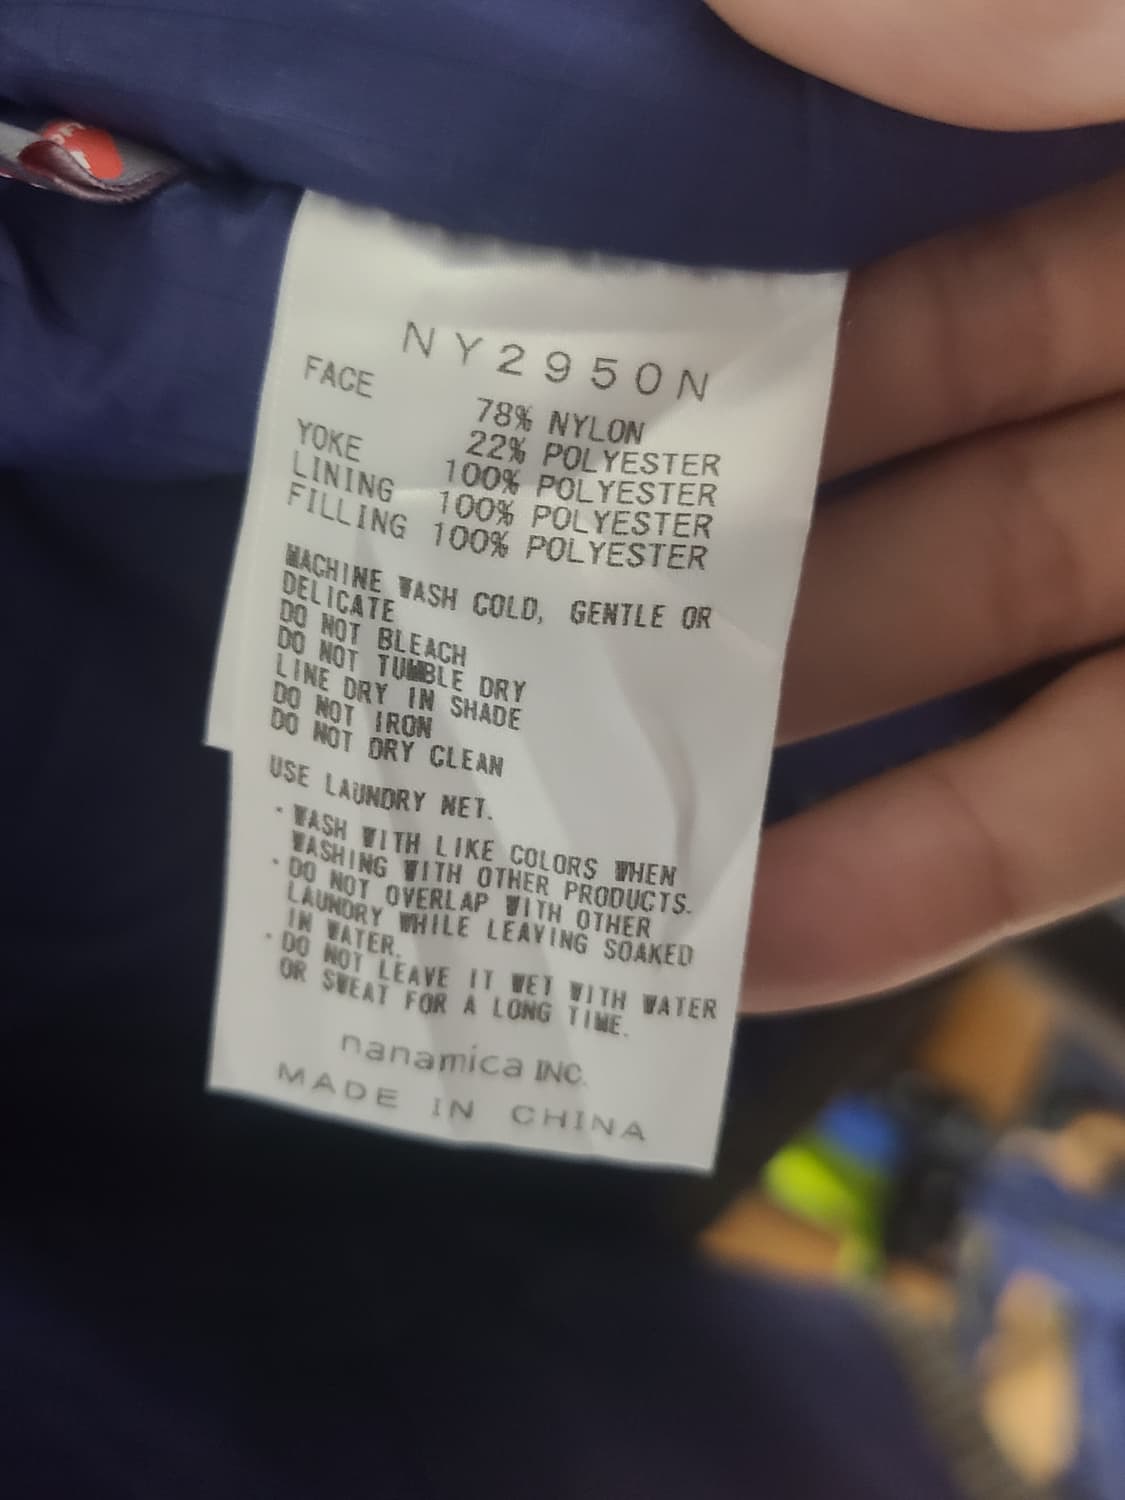 NY2950N
FACE 78% NYLON
22% POLYESTER
YOKE 100% POLYESTER
LINING 100% POLYESTER
FILLING 100% POLYESTER
MACHINE WASH COLD, GENTLE OR
DELICATE
DO NOT BLEACH
DO NOT TUMBLE DRY
LINE DRY IN SHADE
DO NOT IRON
DO NOT DRY CLEAN
USE LAUNDRY NET.
・WASH WITH LIKE COLORS WHEN
WASHING WITH OTHER PRODUCTS.
・DO NOT OVERLAP WITH OTHER
LAUNDRY WHILE LEAVING SOAKED
IN WATER.
・DO NOT LEAVE IT WET WITH WATER
OR SWEAT FOR A LONG TIME.
nanamica INC.
MADE IN CHINA